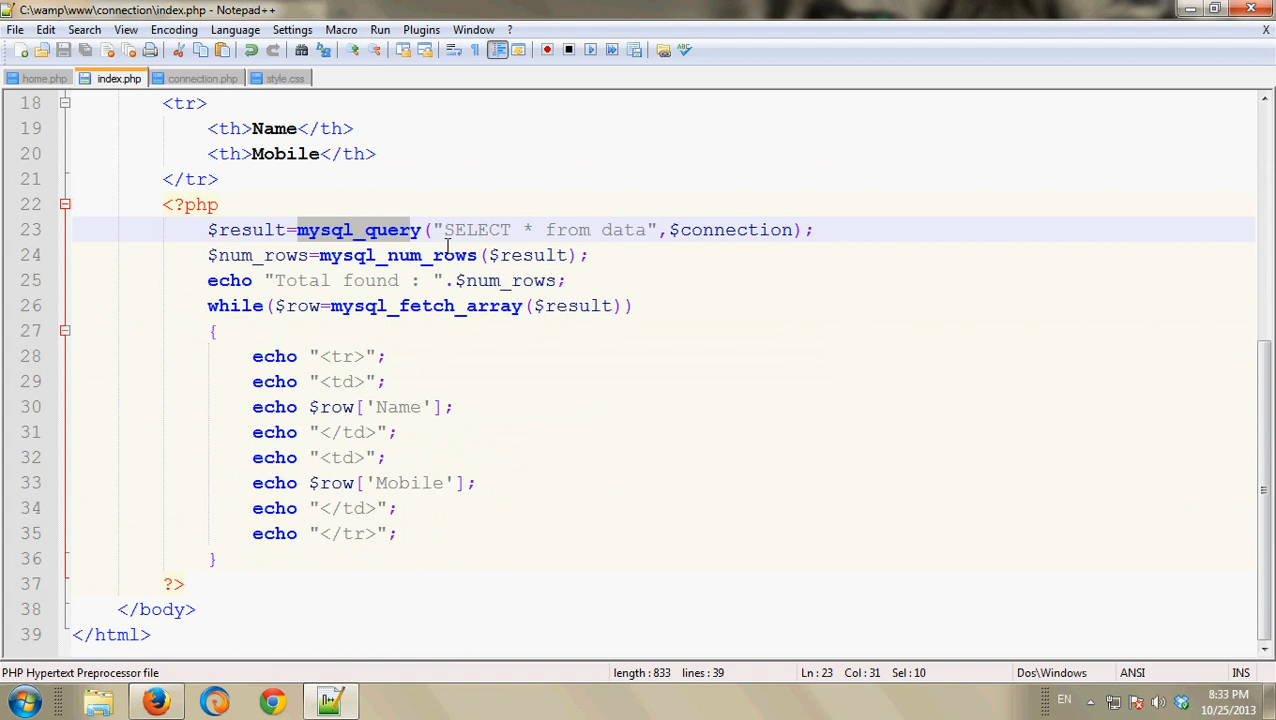 C:\wamp\www\connection\index.php - Notepad++
File Edit Search View Encoding Language Settings Macro Run Plugins Window ? X
home.php index.php connection.php style.css
18 <tr>
19 <th>Name</th>
20 <th>Mobile</th>
21 </tr>
22 <?php
23 $result=mysql_query("SELECT * from data",$connection);
24 $num_rows=mysql_num_rows($result);
25 echo "Total found : ".$num_rows;
26 while($row=mysql_fetch_array($result))
27 {
28 echo "<tr>";
29 echo "<td>";
30 echo $row['Name'];
31 echo "</td>";
32 echo "<td>";
33 echo $row['Mobile'];
34 echo "</td>";
35 echo "</tr>";
36 }
37 ?>
38 </body>
39 </html>
PHP Hypertext Preprocessor file length : 833 lines : 39 Ln : 23 Col : 31 Sel : 10 Dos\Windows ANSI INS
EN 8:33 PM
10/25/2013